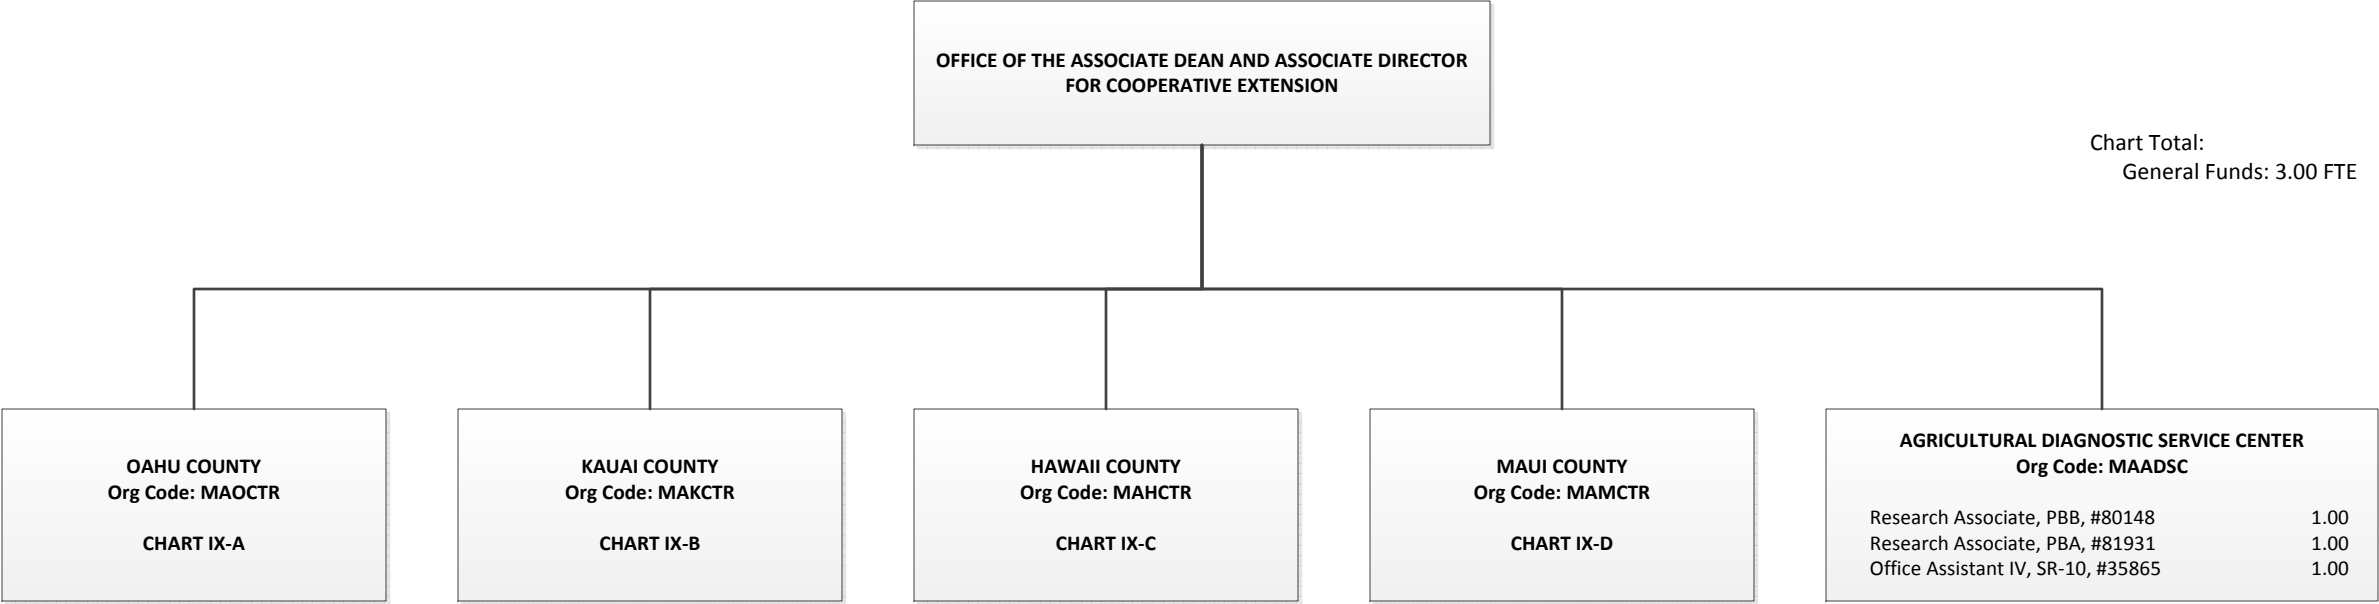 OFFICE OF THE ASSOCIATE DEAN AND ASSOCIATE DIRECTOR
FOR COOPERATIVE EXTENSION
Chart Total:
General Funds: 3.00 FTE
OAHU COUNTY
Org Code: MAOCTR
CHART IX-A
KAUAI COUNTY
Org Code: MAKCTR
CHART IX-B
HAWAII COUNTY
Org Code: MAHCTR
CHART IX-C
MAUI COUNTY
Org Code: MAMCTR
CHART IX-D
AGRICULTURAL DIAGNOSTIC SERVICE CENTER
Org Code: MAADSC
Research Associate, PBB, #80148 1.00
Research Associate, PBA, #81931 1.00
Office Assistant IV, SR-10, #35865 1.00